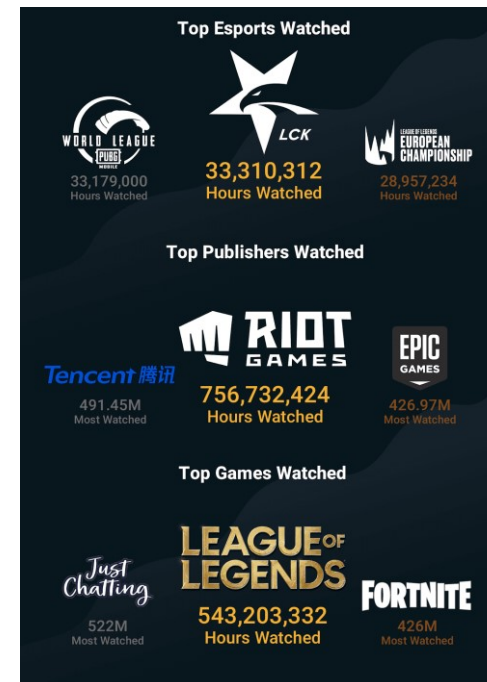 Top Esports Watched
WORLD LEAGUE
PUBG
MOBILE
33,179,000
Hours Watched
LCK
33,310,312
Hours Watched
LEAGUE OF LEGENDS
EUROPEAN
CHAMPIONSHIP
28,957,234
Hours Watched
Top Publishers Watched
Tencent 腾讯
491.45M
Most Watched
RIOT
GAMES
756,732,424
Hours Watched
EPIC
GAMES
426.97M
Most Watched
Top Games Watched
Just
Chatting
522M
Most Watched
LEAGUE OF
LEGENDS
543,203,332
Hours Watched
FORTNITE
426M
Most Watched